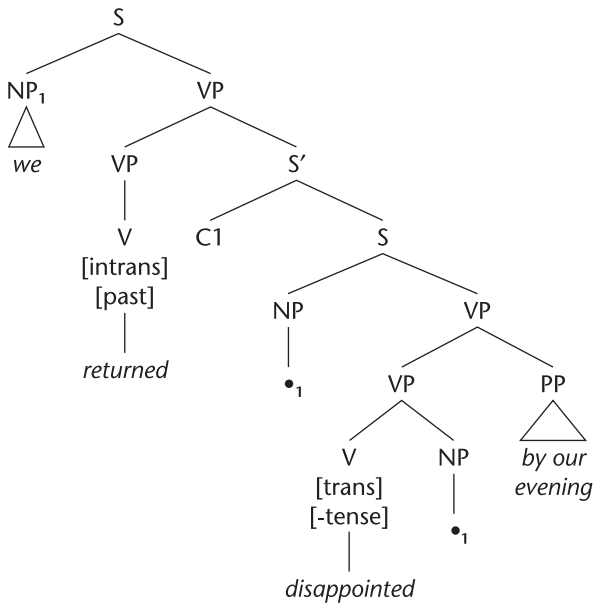 S
NP₁ VP
we
VP S′
V C1 S
[intrans]
[past]
NP VP
returned
•₁ VP PP
V NP by our
[trans] evening
[-tense]
•₁
disappointed